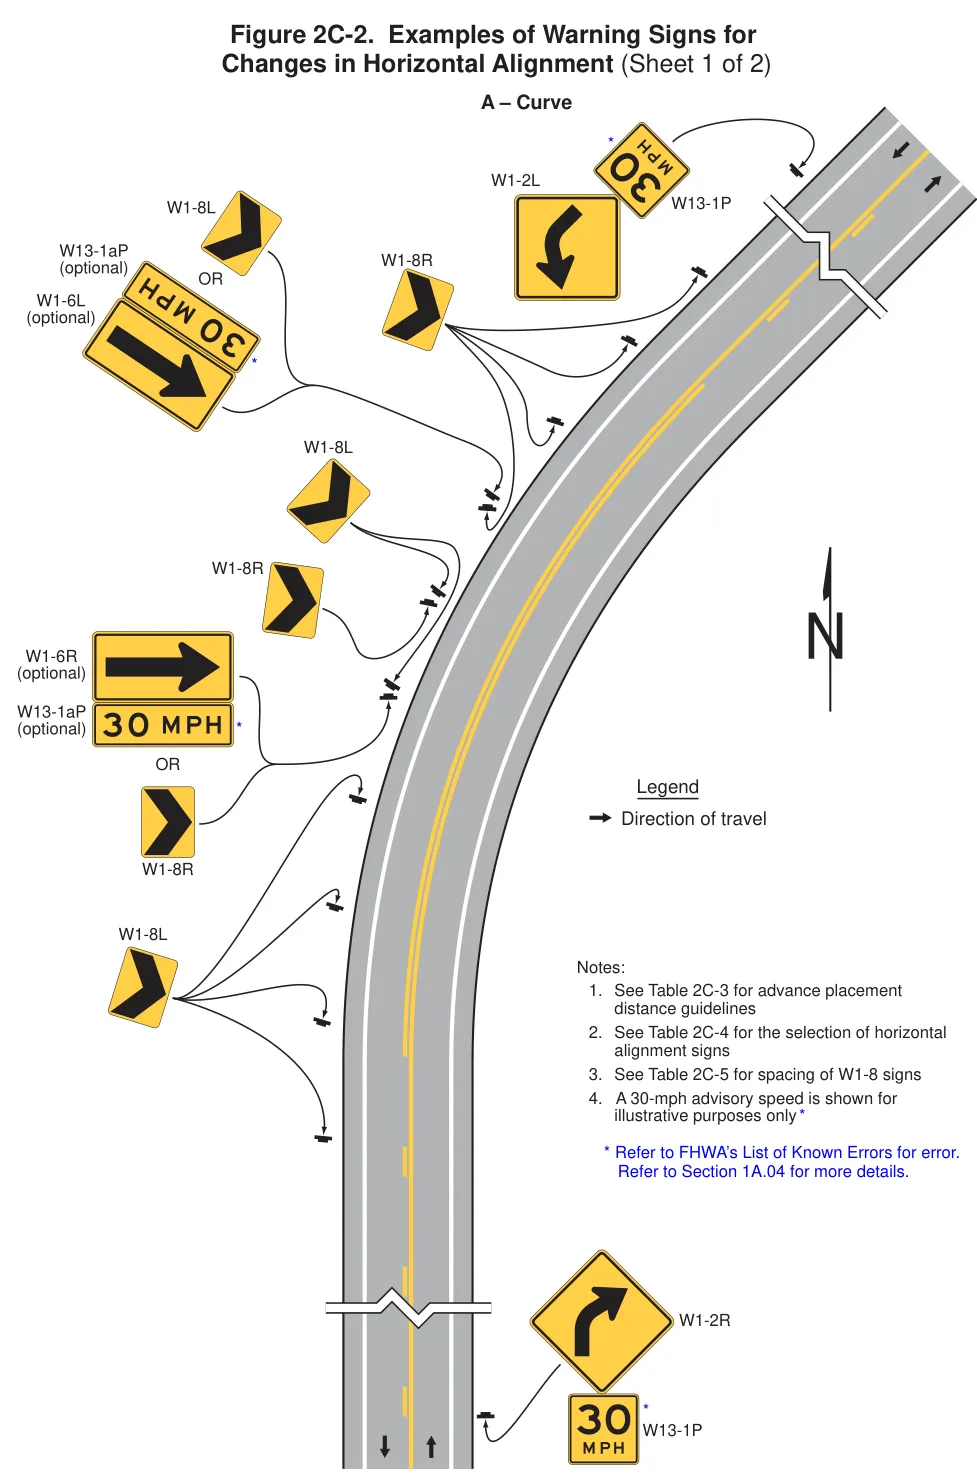 Figure 2C-2. Examples of Warning Signs for
Changes in Horizontal Alignment (Sheet 1 of 2)
A – Curve
*
30
MPH
W1-2L
W13-1P
W1-8L
W13-1aP
(optional)
OR
30 MPH
W1-6L
(optional)
*
W1-8R
W1-8L
W1-8R
W1-6R
(optional)
W13-1aP
(optional)
30 MPH
*
OR
W1-8R
N
Legend
Direction of travel
W1-8L
Notes:
1. See Table 2C-3 for advance placement
distance guidelines
2. See Table 2C-4 for the selection of horizontal
alignment signs
3. See Table 2C-5 for spacing of W1-8 signs
4. A 30-mph advisory speed is shown for
illustrative purposes only *
* Refer to FHWA’s List of Known Errors for error.
Refer to Section 1A.04 for more details.
W1-2R
30
MPH
*
W13-1P